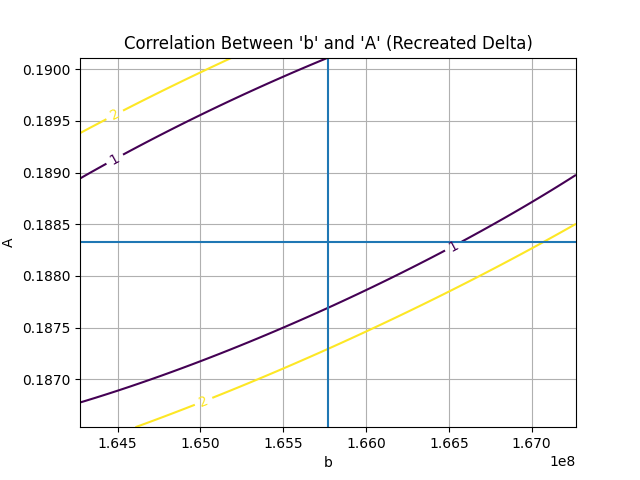 Correlation Between 'b' and 'A' (Recreated Delta)
0.1900
0.1895
0.1890
0.1885
0.1880
0.1875
0.1870
A
2
1
1
2
1.645 1.650 1.655 1.660 1.665 1.670
1e8
b